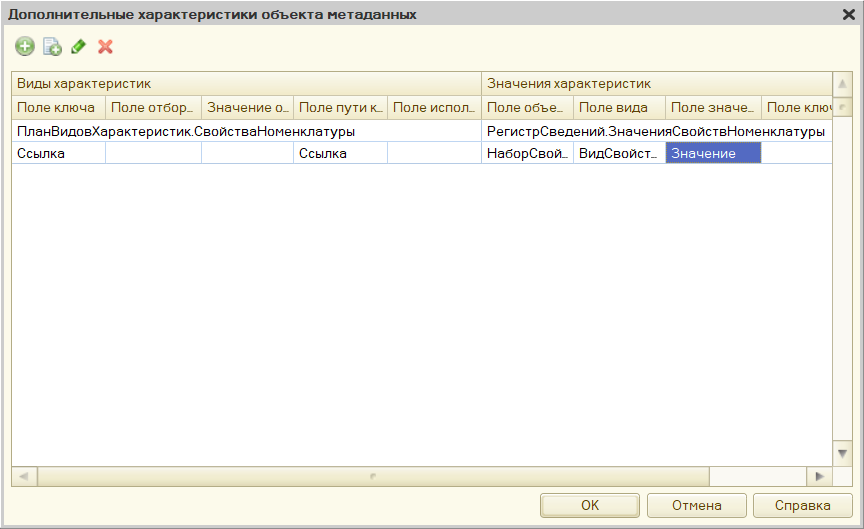 Дополнительные характеристики объекта метаданных
Виды характеристик Значения характеристик
Поле ключа Поле отбор... Значение о... Поле пути к... Поле испол... Поле объе... Поле вида Поле значе... Поле ключ
ПланВидовХарактеристик.СвойстваНоменклатуры РегистрСведений.ЗначенияСвойствНоменклатуры
Ссылка Ссылка НаборСвой... ВидСвойст... Значение
OK Отмена Справка